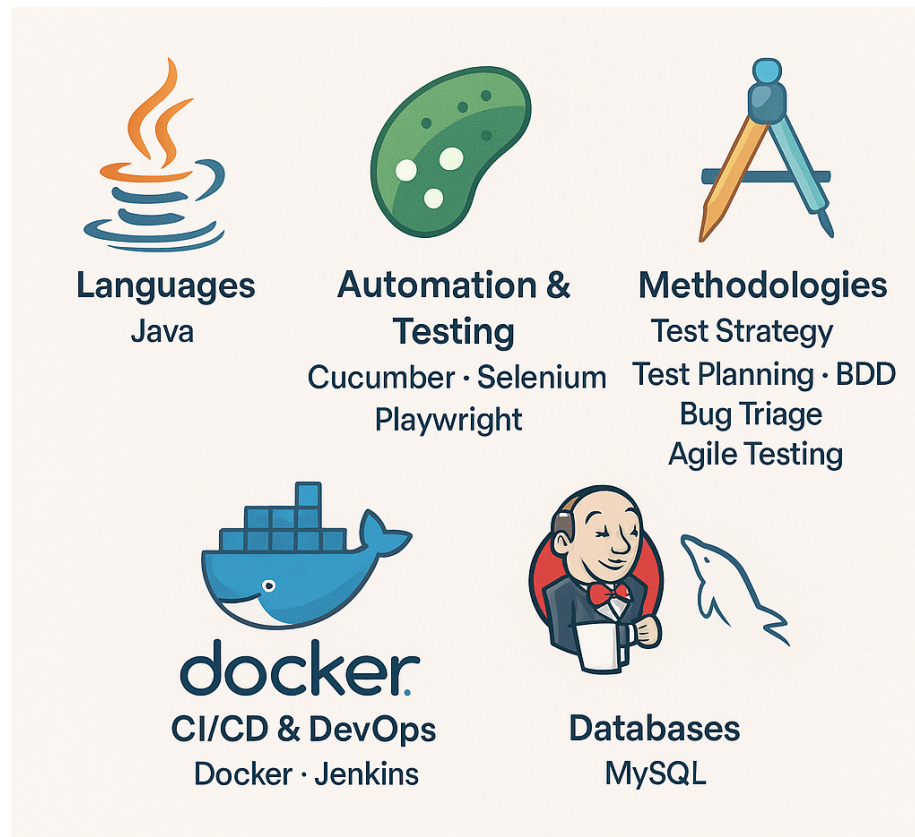 Languages
Java
Automation &
Testing
Cucumber · Selenium
Playwright
Methodologies
Test Strategy
Test Planning · BDD
Bug Triage
Agile Testing
docker.
CI/CD & DevOps
Docker · Jenkins
Databases
MySQL